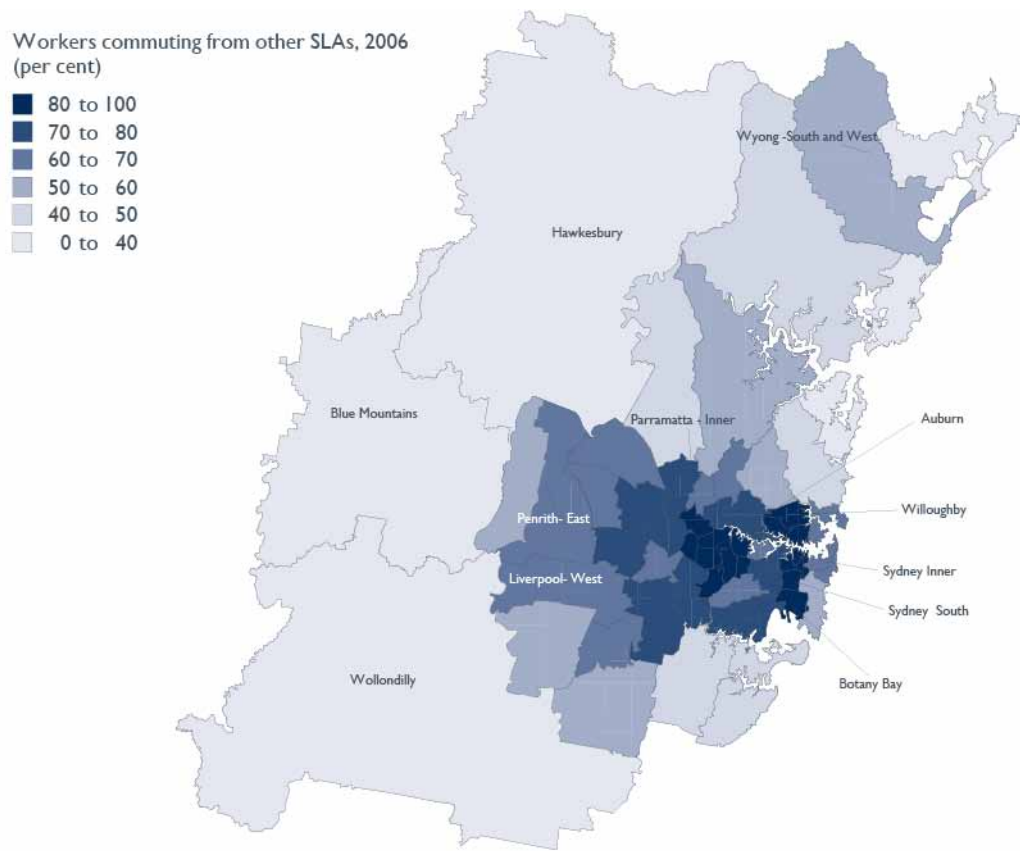 Workers commuting from other SLAs, 2006
(per cent)
80 to 100
70 to 80
60 to 70
50 to 60
40 to 50
0 to 40
Wyong -South and West
Hawkesbury
Blue Mountains
Parramatta - Inner
Auburn
Willoughby
Penrith- East
Sydney Inner
Liverpool- West
Sydney South
Wollondilly
Botany Bay